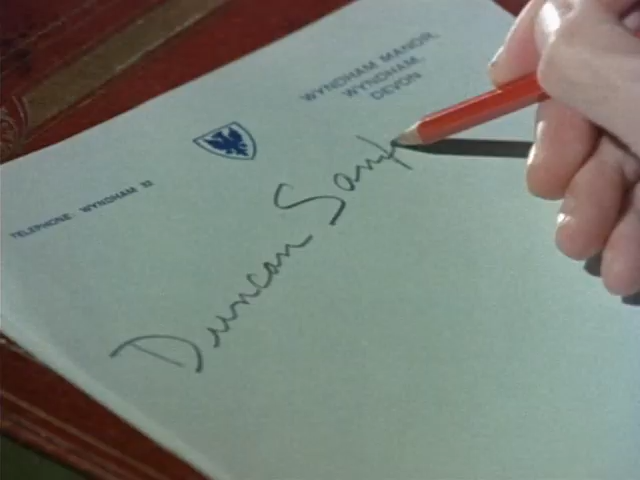 WYNDHAM MANOR,
WYNDHAM,
DEVON
TELEPHONE WYNDHAM 32
Duncan Sanf